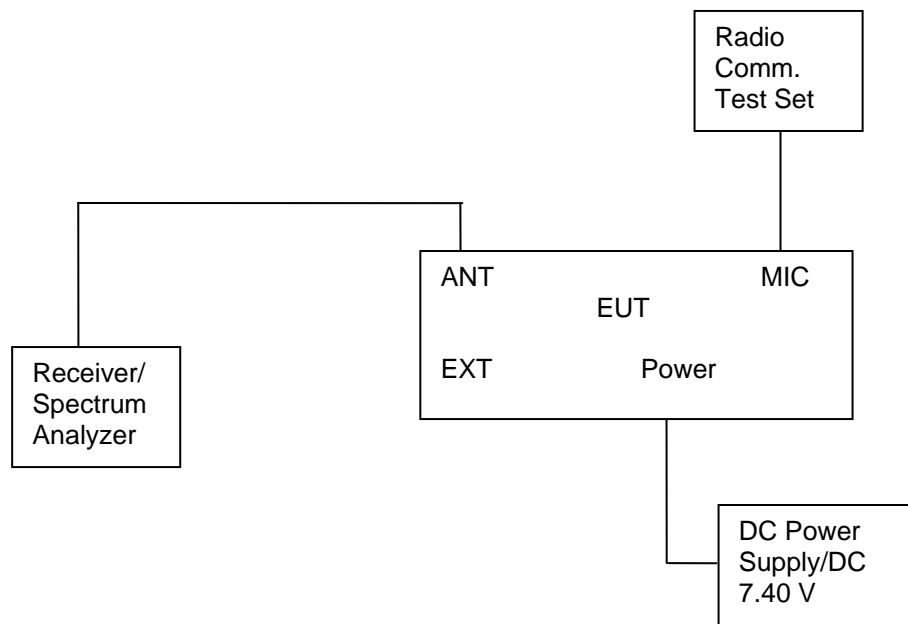 Radio
Comm.
Test Set
ANT MIC
EUT
EXT Power
Receiver/
Spectrum
Analyzer
DC Power
Supply/DC
7.40 V